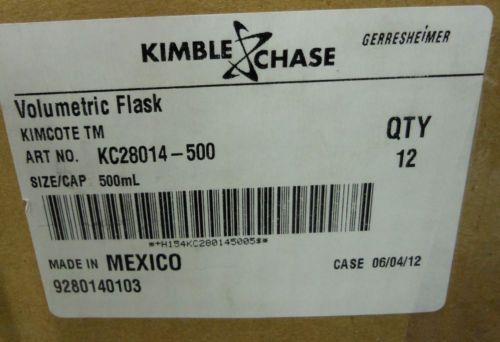 KIMBLE CHASE GERRESHEIMER
Volumetric Flask
KIMCOTE TM
ART NO. KC28014-500
SIZE/CAP 500mL
QTY
12
*+H154KC280145005$*
MADE IN MEXICO
9280140103
CASE 06/04/12